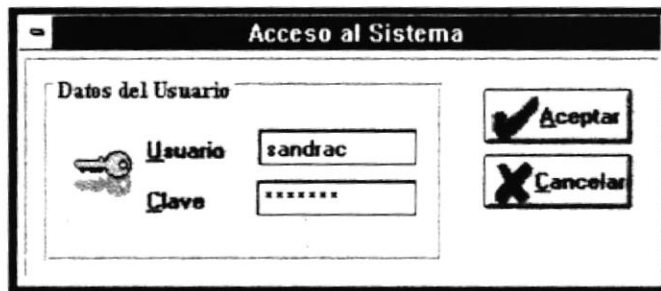 Acceso al Sistema
Datos del Usuario
Usuario
sandrac
Aceptar
Clave
*******
Cancelar